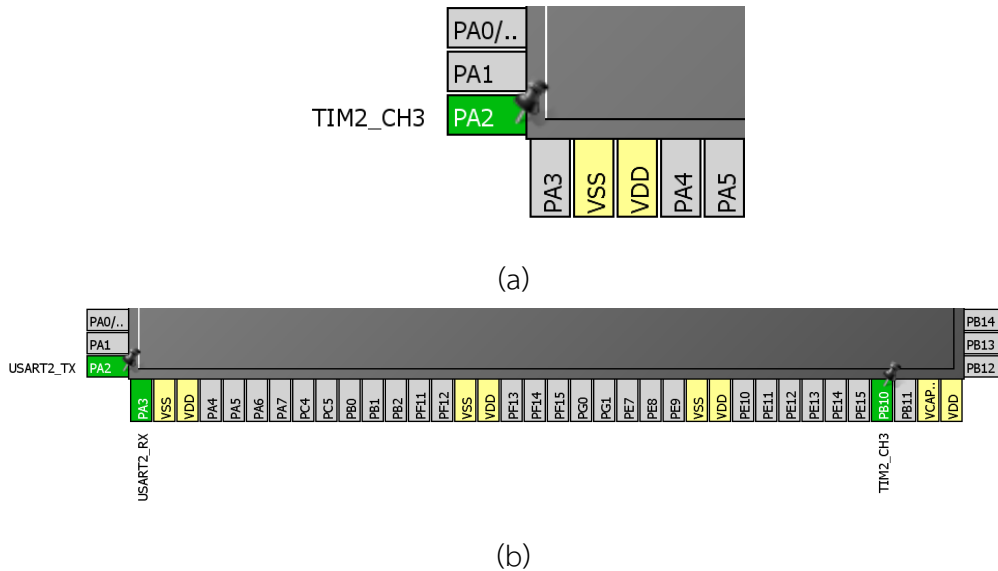 PA0/..
PA1
TIM2_CH3 PA2
PA3 VSS VDD PA4 PA5
(a)
PA0/.. PB14
PA1 PB13
USART2_TX PA2 PB12
PA3 VSS VDD PA4 PA5 PA6 PA7 PC4 PC5 PB0 PB1 PB2 PF11 PF12 VSS VDD PF13 PF14 PF15 PG0 PG1 PE7 PE8 PE9 VSS VDD PE10 PE11 PE12 PE13 PE14 PE15 PB10 PB11 VCAP.. VDD
USART2_RX TIM2_CH3
(b)